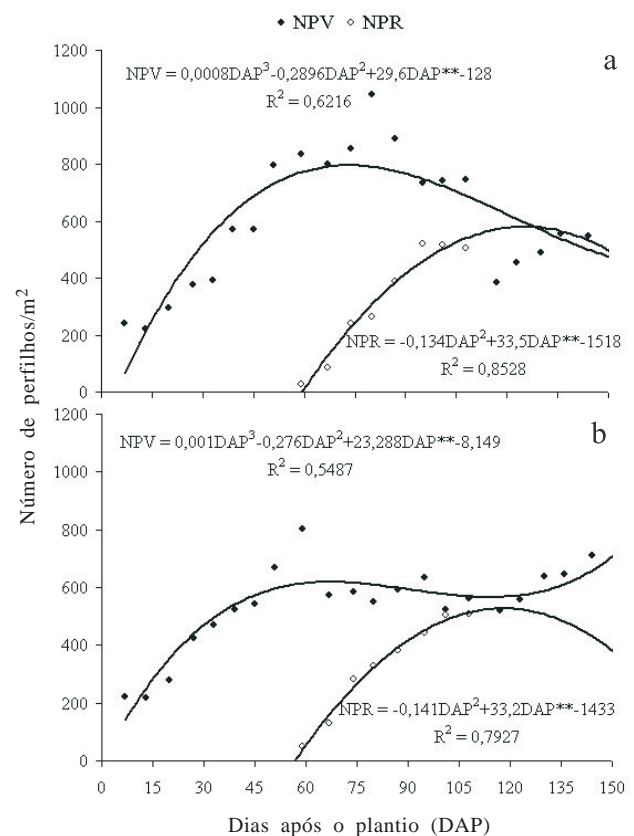 NPV NPR
a
NPV = 0,0008DAP³-0,2896DAP²+29,6DAP**-128
R² = 0,6216
1200
1000
800
600
400
200
0
NPR = -0,134DAP²+33,5DAP**-1518
R² = 0,8528
Número de perfilhos/m²
b
NPV = 0,001DAP³-0,276DAP²+23,288DAP**-8,149
R² = 0,5487
1200
1000
800
600
400
200
0
NPR = -0,141DAP²+33,2DAP**-1433
R² = 0,7927
0 15 30 45 60 75 90 105 120 135 150
Dias após o plantio (DAP)